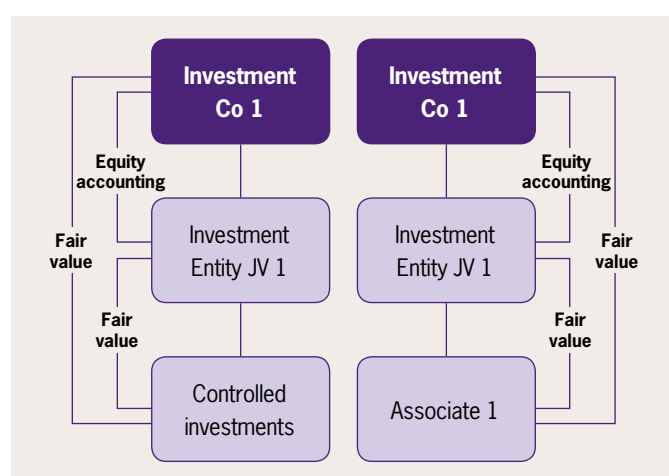 Investment
Co 1
Investment
Co 1
Equity
accounting
Equity
accounting
Fair
value
Investment
Entity JV 1
Investment
Entity JV 1
Fair
value
Fair
value
Fair
value
Controlled
investments
Associate 1